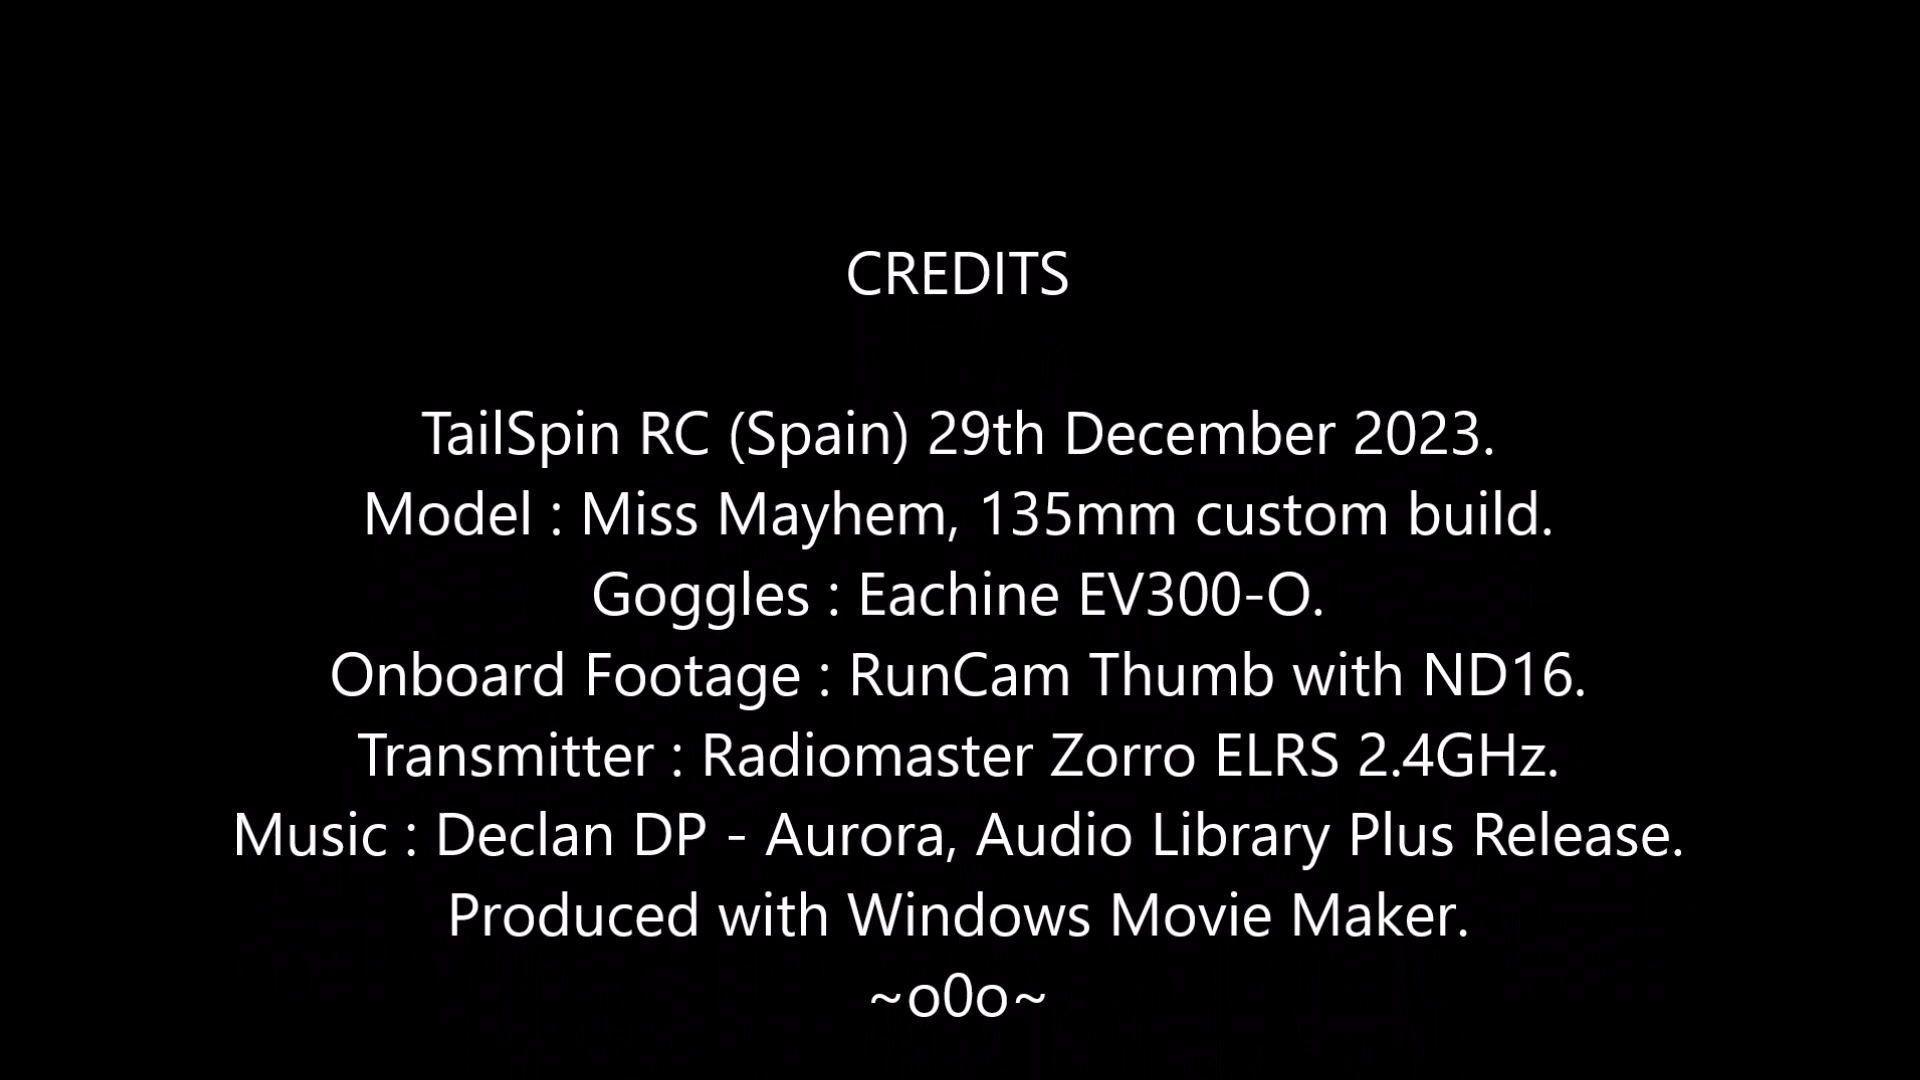 CREDITS
TailSpin RC (Spain) 29th December 2023.
Model : Miss Mayhem, 135mm custom build.
Goggles : Eachine EV300-O.
Onboard Footage : RunCam Thumb with ND16.
Transmitter : Radiomaster Zorro ELRS 2.4GHz.
Music : Declan DP - Aurora, Audio Library Plus Release.
Produced with Windows Movie Maker.
~o0o~